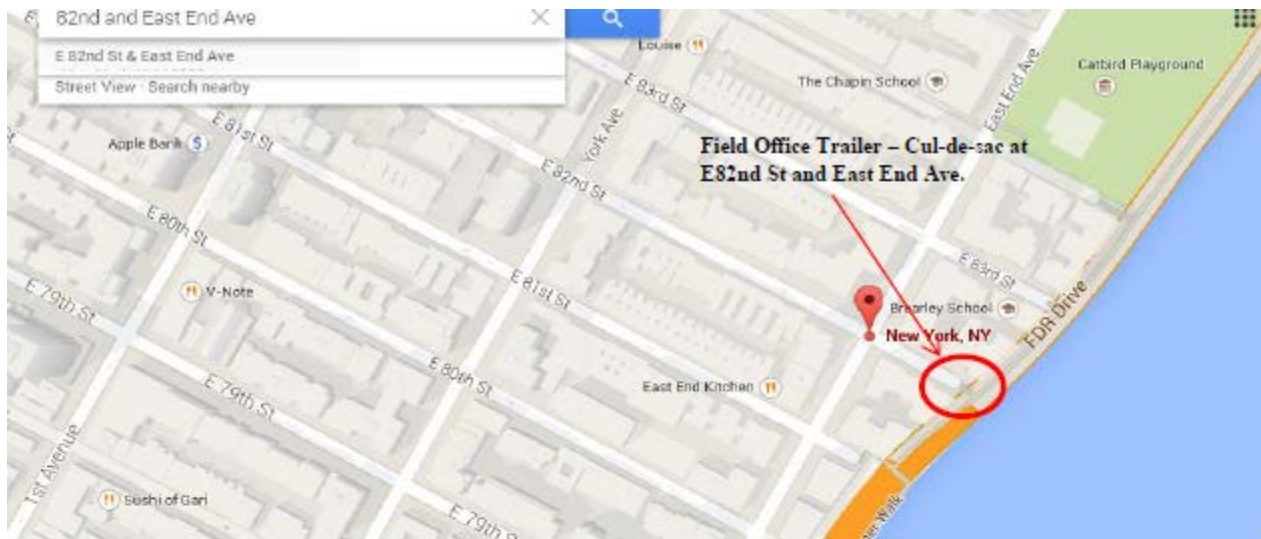 82nd and East End Ave
E 82nd St & East End Ave
Street View · Search nearby
Louise
E 83rd St
The Chapin School
East End Ave
Catbird Playground
Apple Bank
E 81st St
York Ave
Field Office Trailer – Cul-de-sac at
E82nd St and East End Ave.
E 82nd St
E 80th St
E 83rd St
E 79th St
V-Note
E 81st St
Brearley School
FDR Drive
New York, NY
E 80th St
East End Kitchen
E 79th St
1st Avenue
Sushi of Gari
E 79th St
Walk